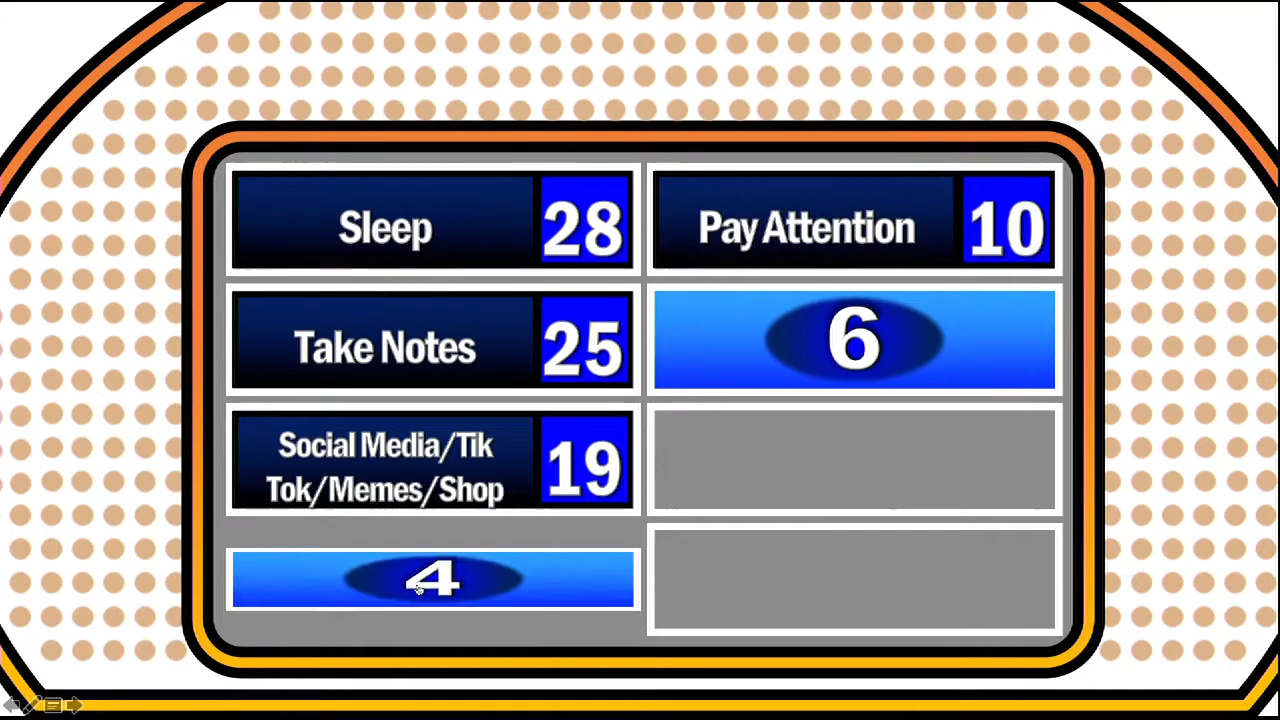 Sleep 28
Take Notes 25
Social Media/Tik
Tok/Memes/Shop 19
4
Pay Attention 10
6